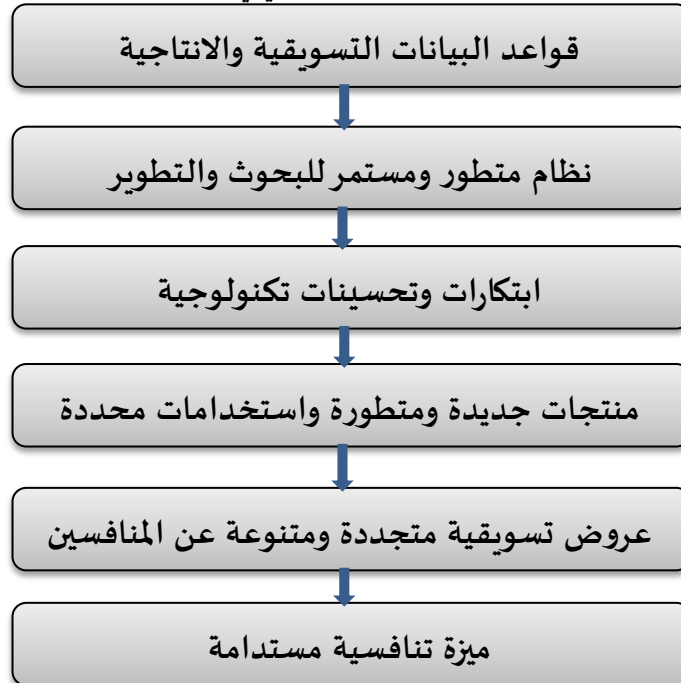 قواعد البيانات التسويقية والانتاجية
نظام متطور ومستمر للبحوث والتطوير
ابتكارات وتحسينات تكنولوجية
منتجات جديدة ومتطورة واستخدامات محددة
عروض تسويقية متجددة ومتنوعة عن المنافسين
ميزة تنافسية مستدامة